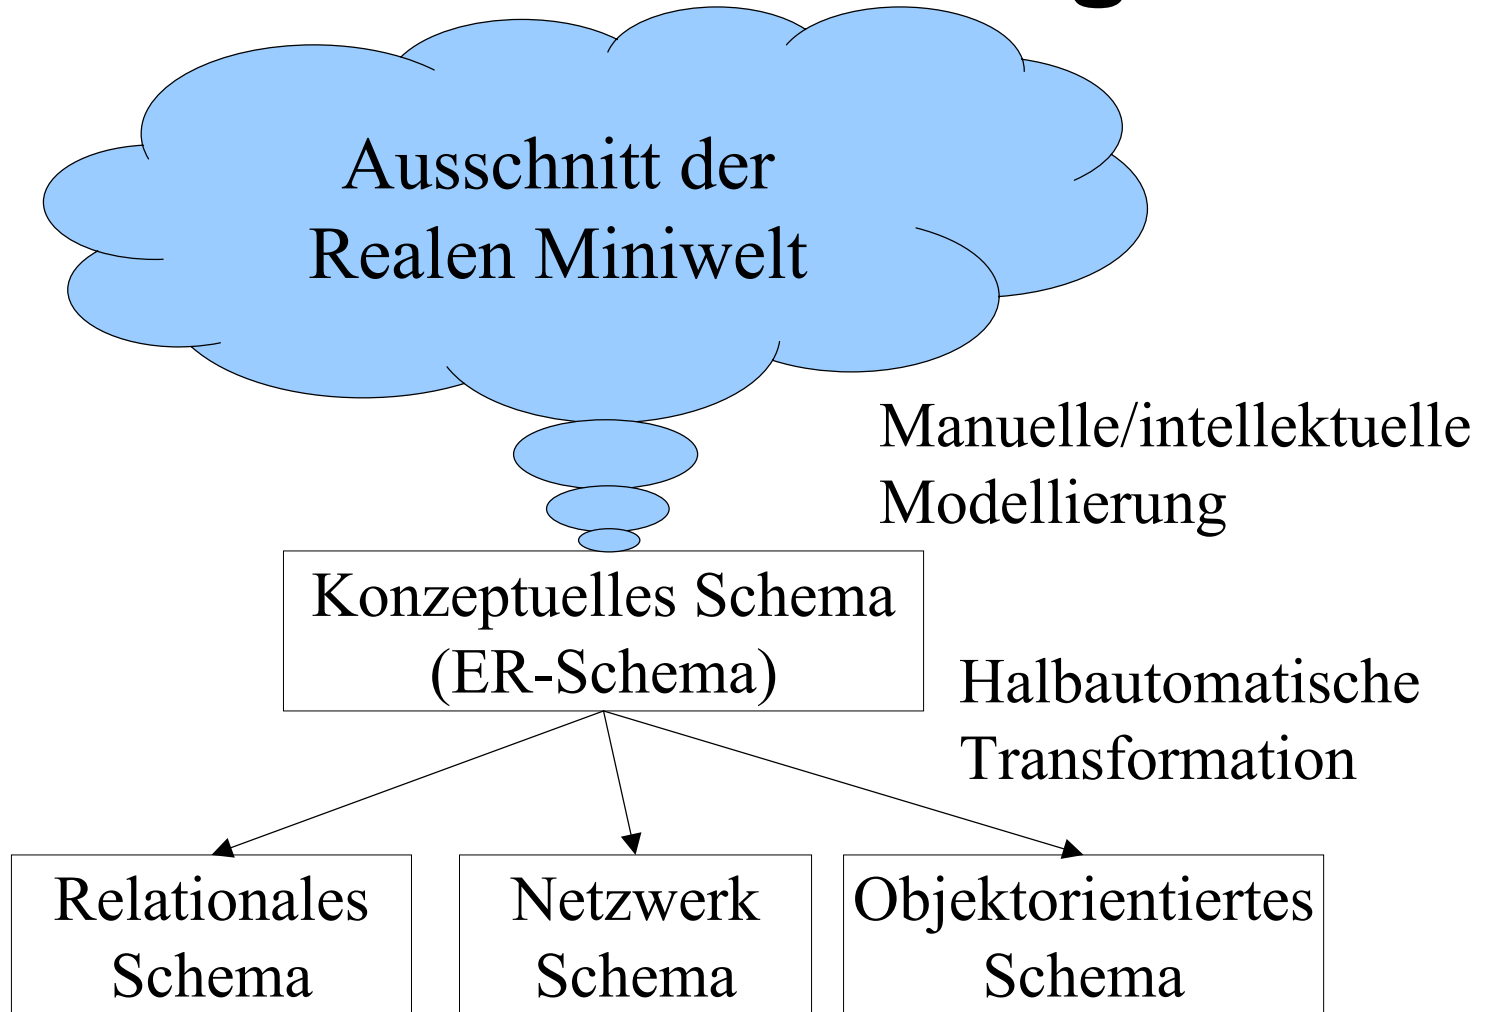 Ausschnitt der
Realen Miniwelt
Manuelle/intellektuelle
Modellierung
Konzeptuelles Schema
(ER-Schema)
Halbautomatische
Transformation
Relationales
Schema
Netzwerk
Schema
Objektorientiertes
Schema